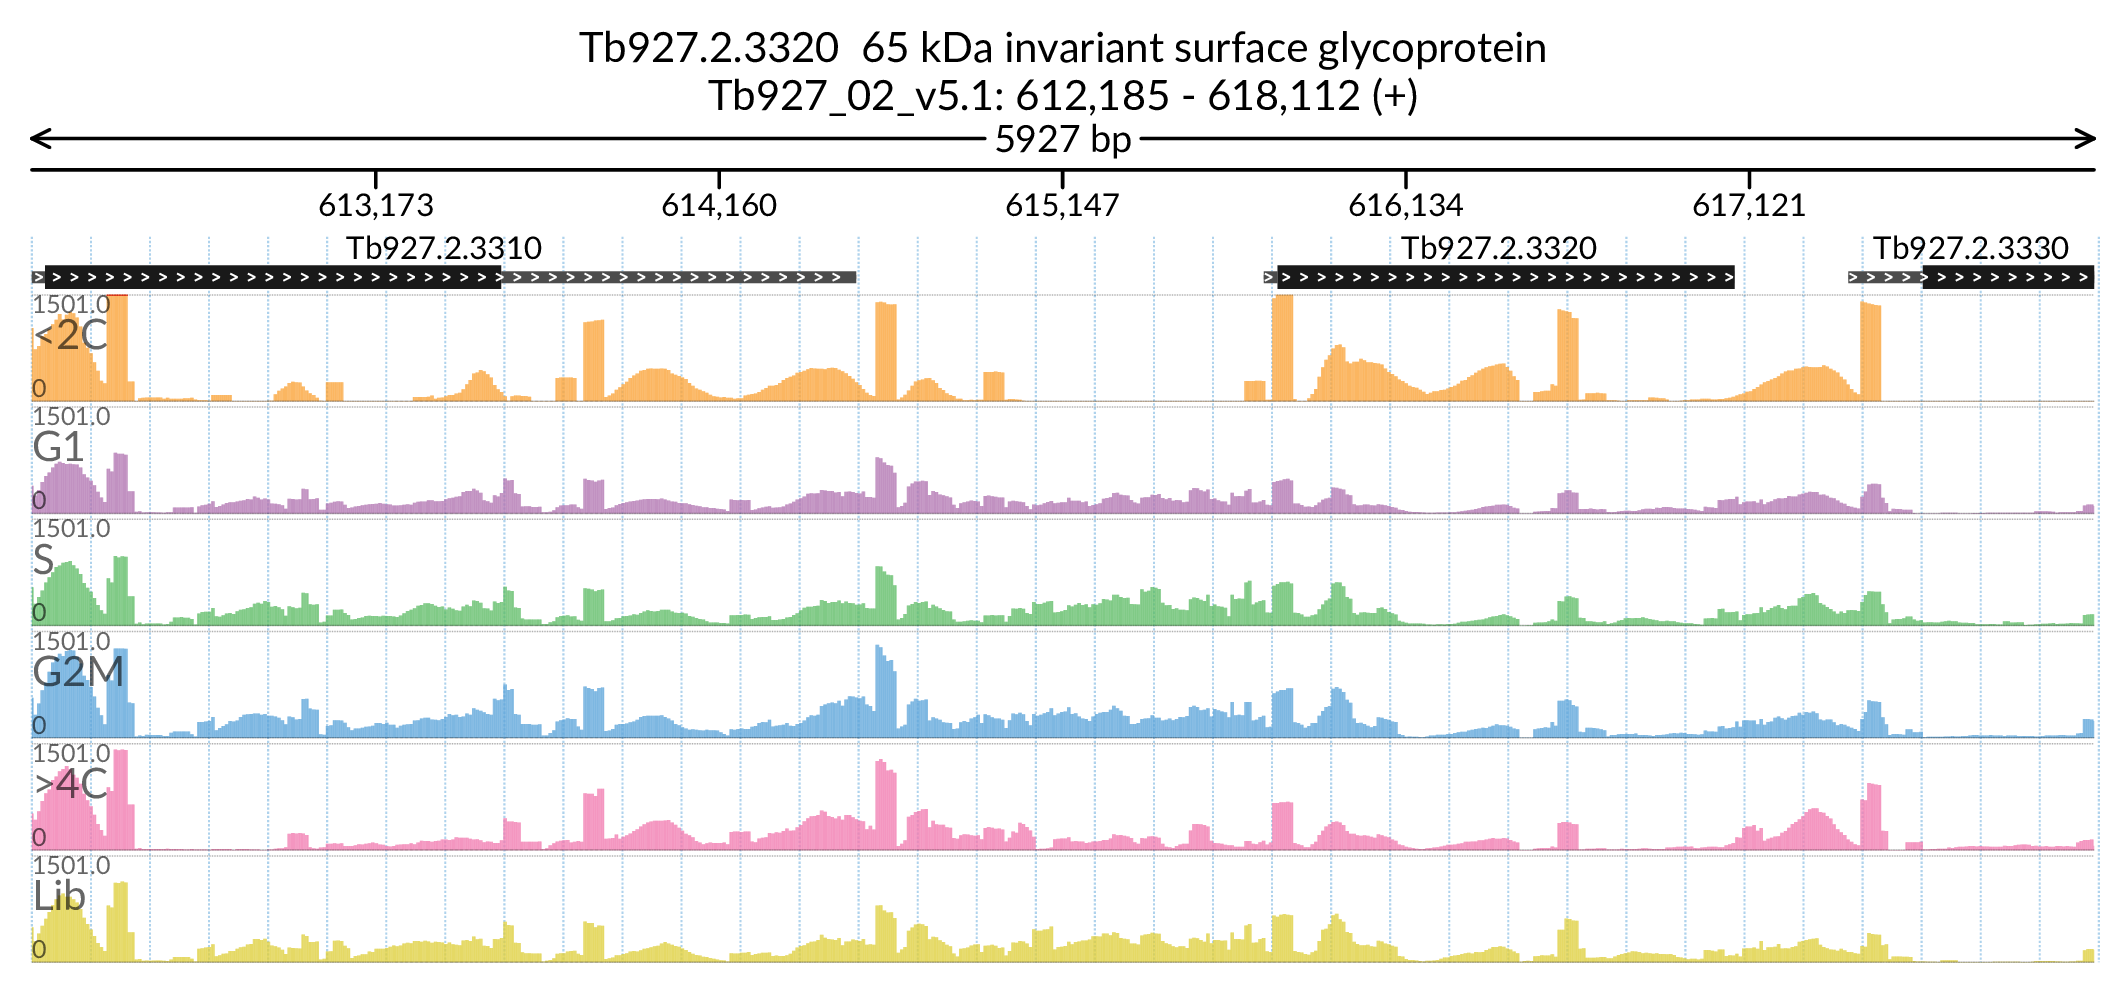 Tb927.2.3320  65 kDa invariant surface glycoprotein
Tb927_02_v5.1: 612,185 - 618,112 (+)
5927 bp
613,173 614,160 615,147 616,134 617,121
Tb927.2.3310 Tb927.2.3320 Tb927.2.3330
1501.0
<2C
0
1501.0
G1
0
1501.0
S
0
1501.0
G2M
0
1501.0
>4C
0
1501.0
Lib
0